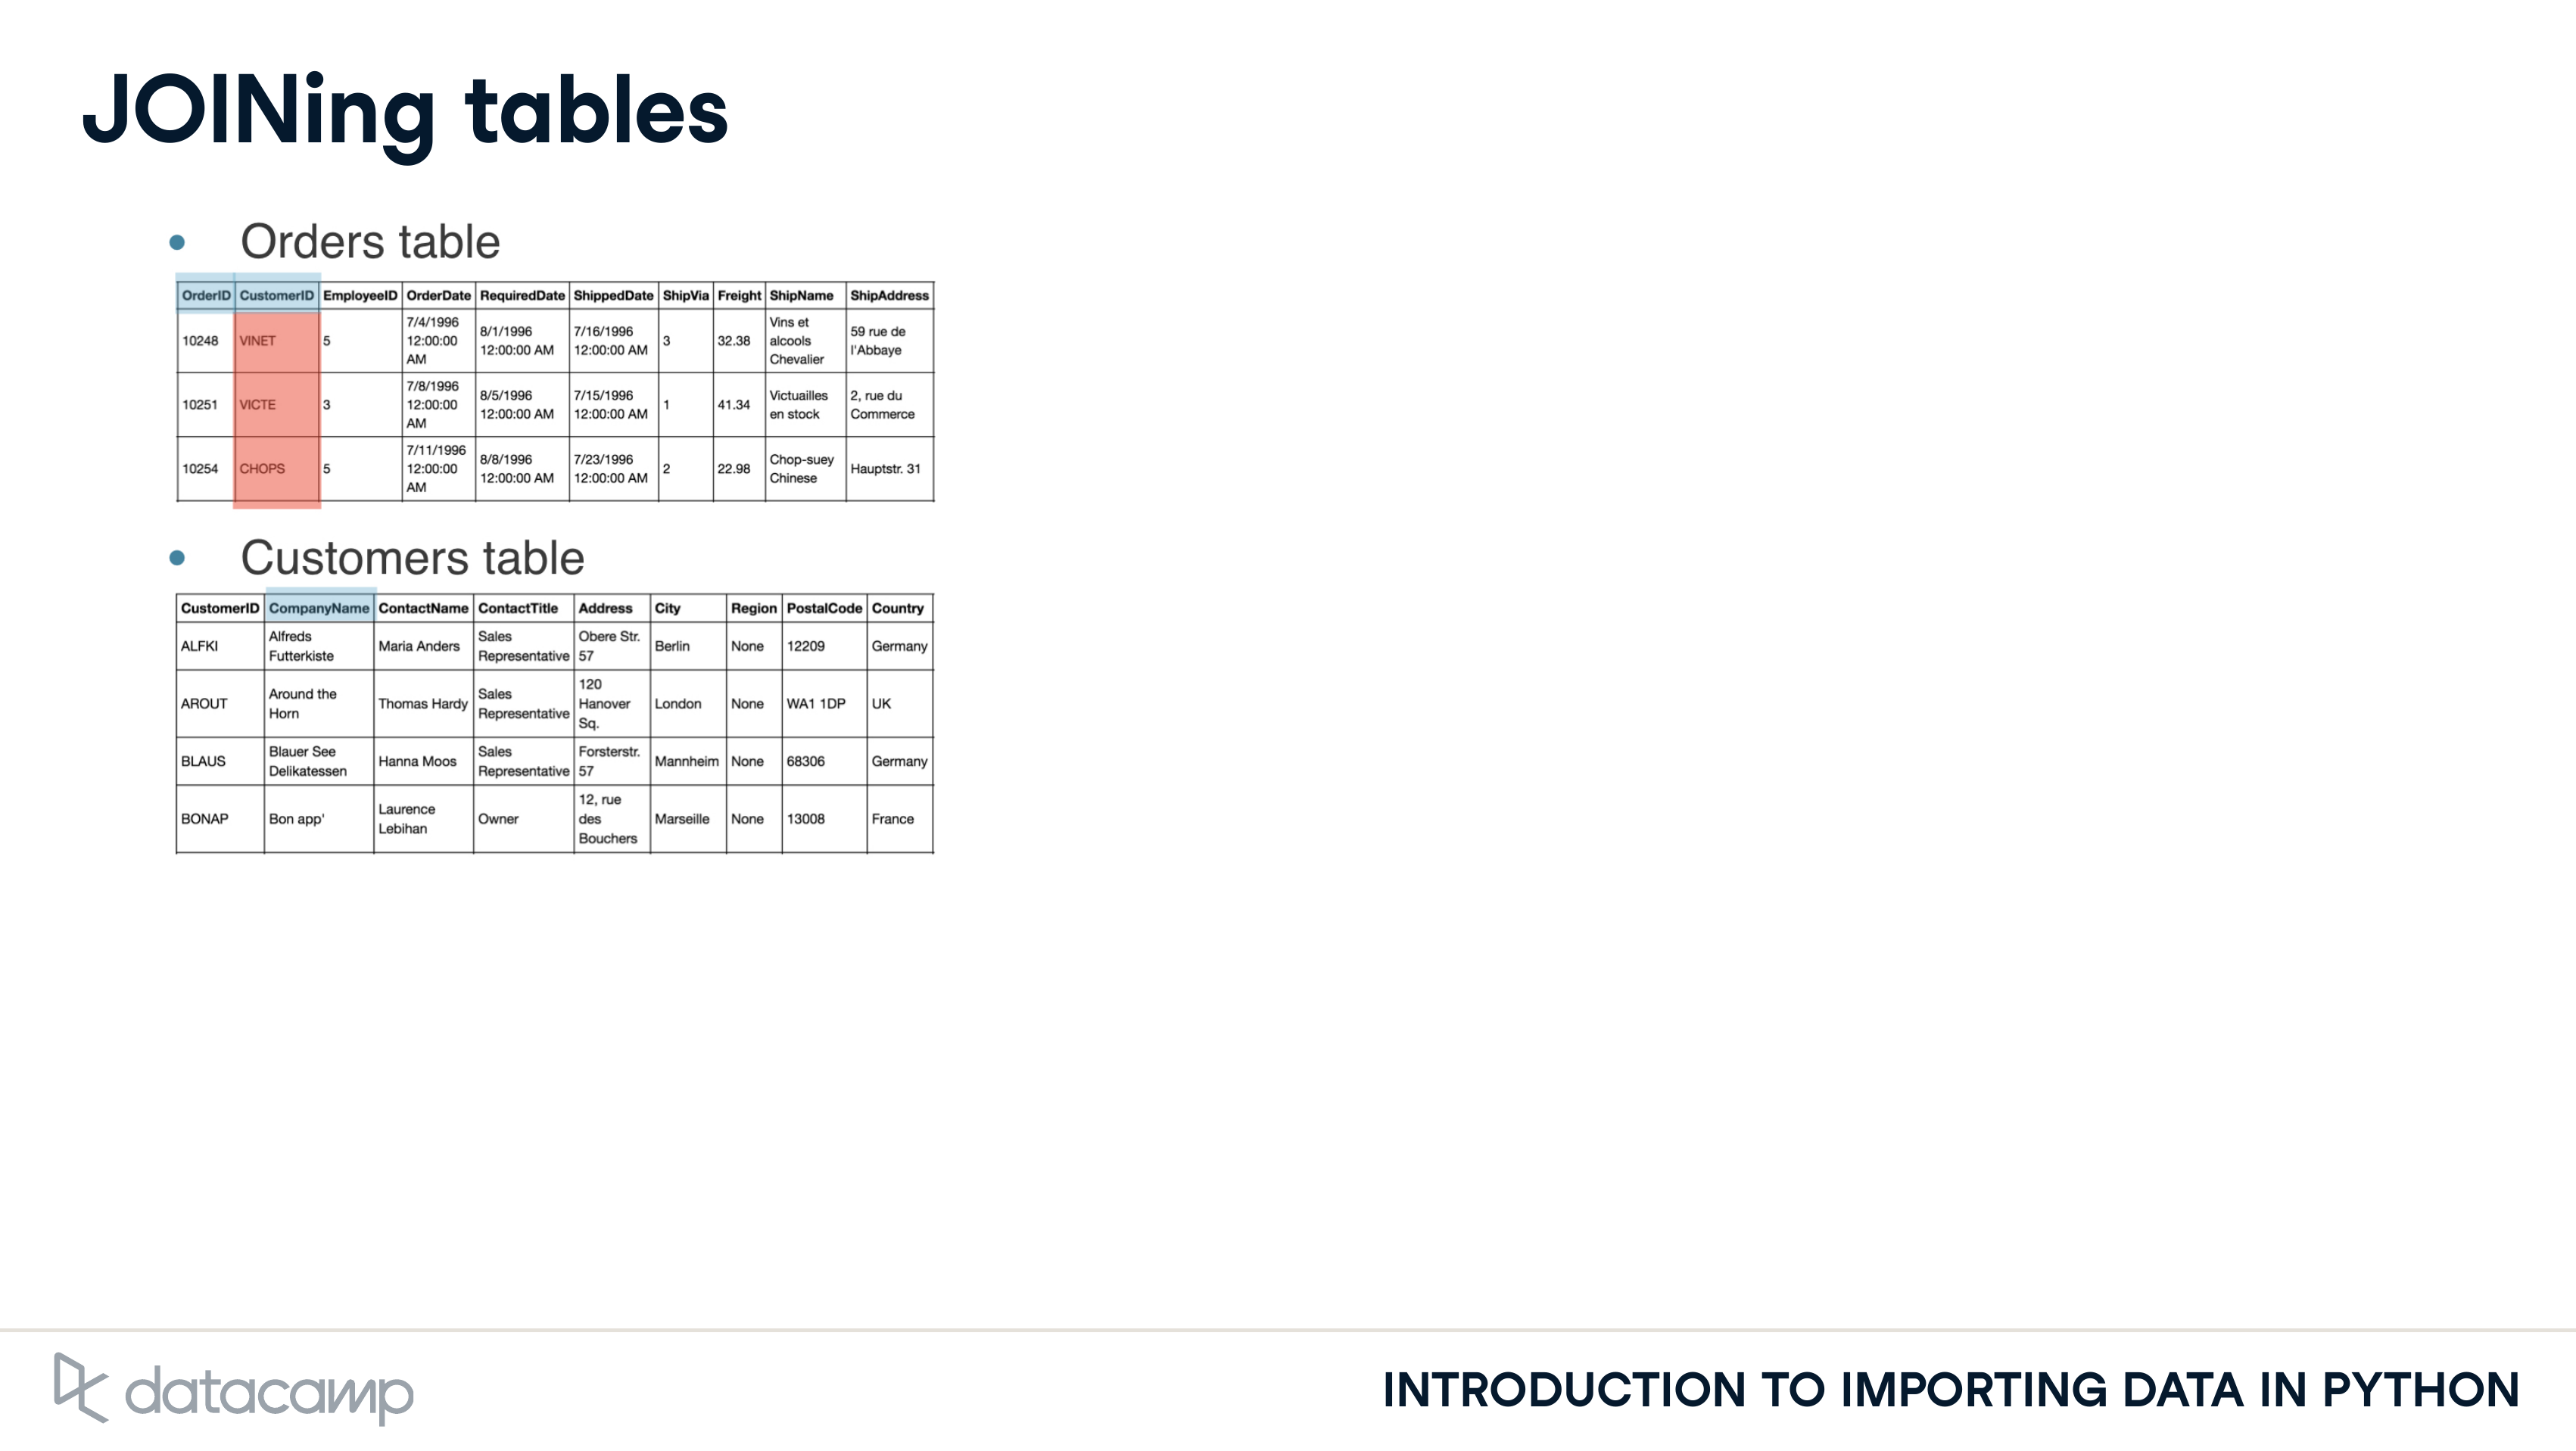 JOINing tables
• Orders table
OrderID CustomerID EmployeeID OrderDate RequiredDate ShippedDate ShipVia Freight ShipName ShipAddress
10248 VINET 5 7/4/1996 12:00:00 AM 8/1/1996 12:00:00 AM 7/16/1996 12:00:00 AM 3 32.38 Vins et alcools Chevalier 59 rue de l'Abbaye
10251 VICTE 3 7/8/1996 12:00:00 AM 8/5/1996 12:00:00 AM 7/15/1996 12:00:00 AM 1 41.34 Victuailles en stock 2, rue du Commerce
10254 CHOPS 5 7/11/1996 12:00:00 AM 8/8/1996 12:00:00 AM 7/23/1996 12:00:00 AM 2 22.98 Chop-suey Chinese Hauptstr. 31
• Customers table
CustomerID CompanyName ContactName ContactTitle Address City Region PostalCode Country
ALFKI Alfreds Futterkiste Maria Anders Sales Representative Obere Str. 57 Berlin None 12209 Germany
AROUT Around the Horn Thomas Hardy Sales Representative 120 Hanover Sq. London None WA1 1DP UK
BLAUS Blauer See Delikatessen Hanna Moos Sales Representative Forsterstr. 57 Mannheim None 68306 Germany
BONAP Bon app' Laurence Lebihan Owner 12, rue des Bouchers Marseille None 13008 France
datacamp
INTRODUCTION TO IMPORTING DATA IN PYTHON